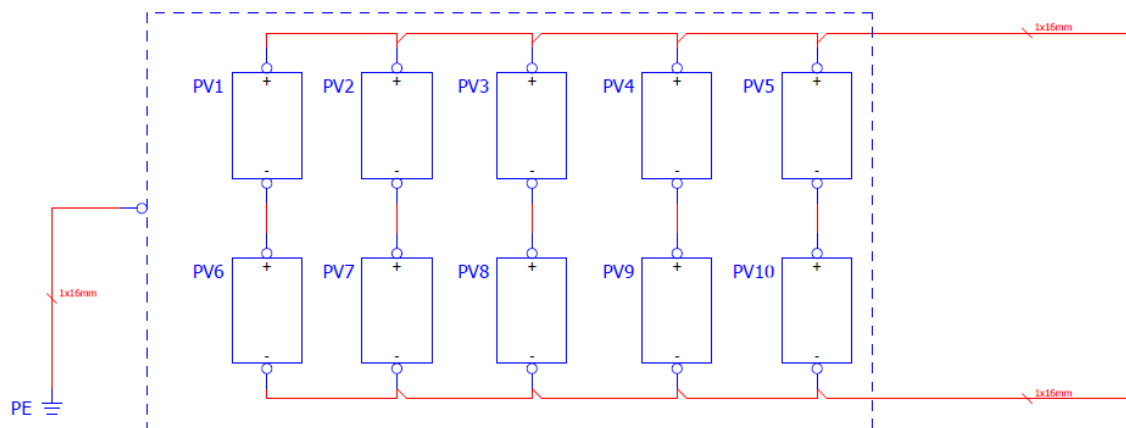 1x16mm
PV1 + PV2 + PV3 + PV4 + PV5 +
- - - - -
PV6 + PV7 + PV8 + PV9 + PV10 +
1x16mm
- - - - -
1x16mm
PE